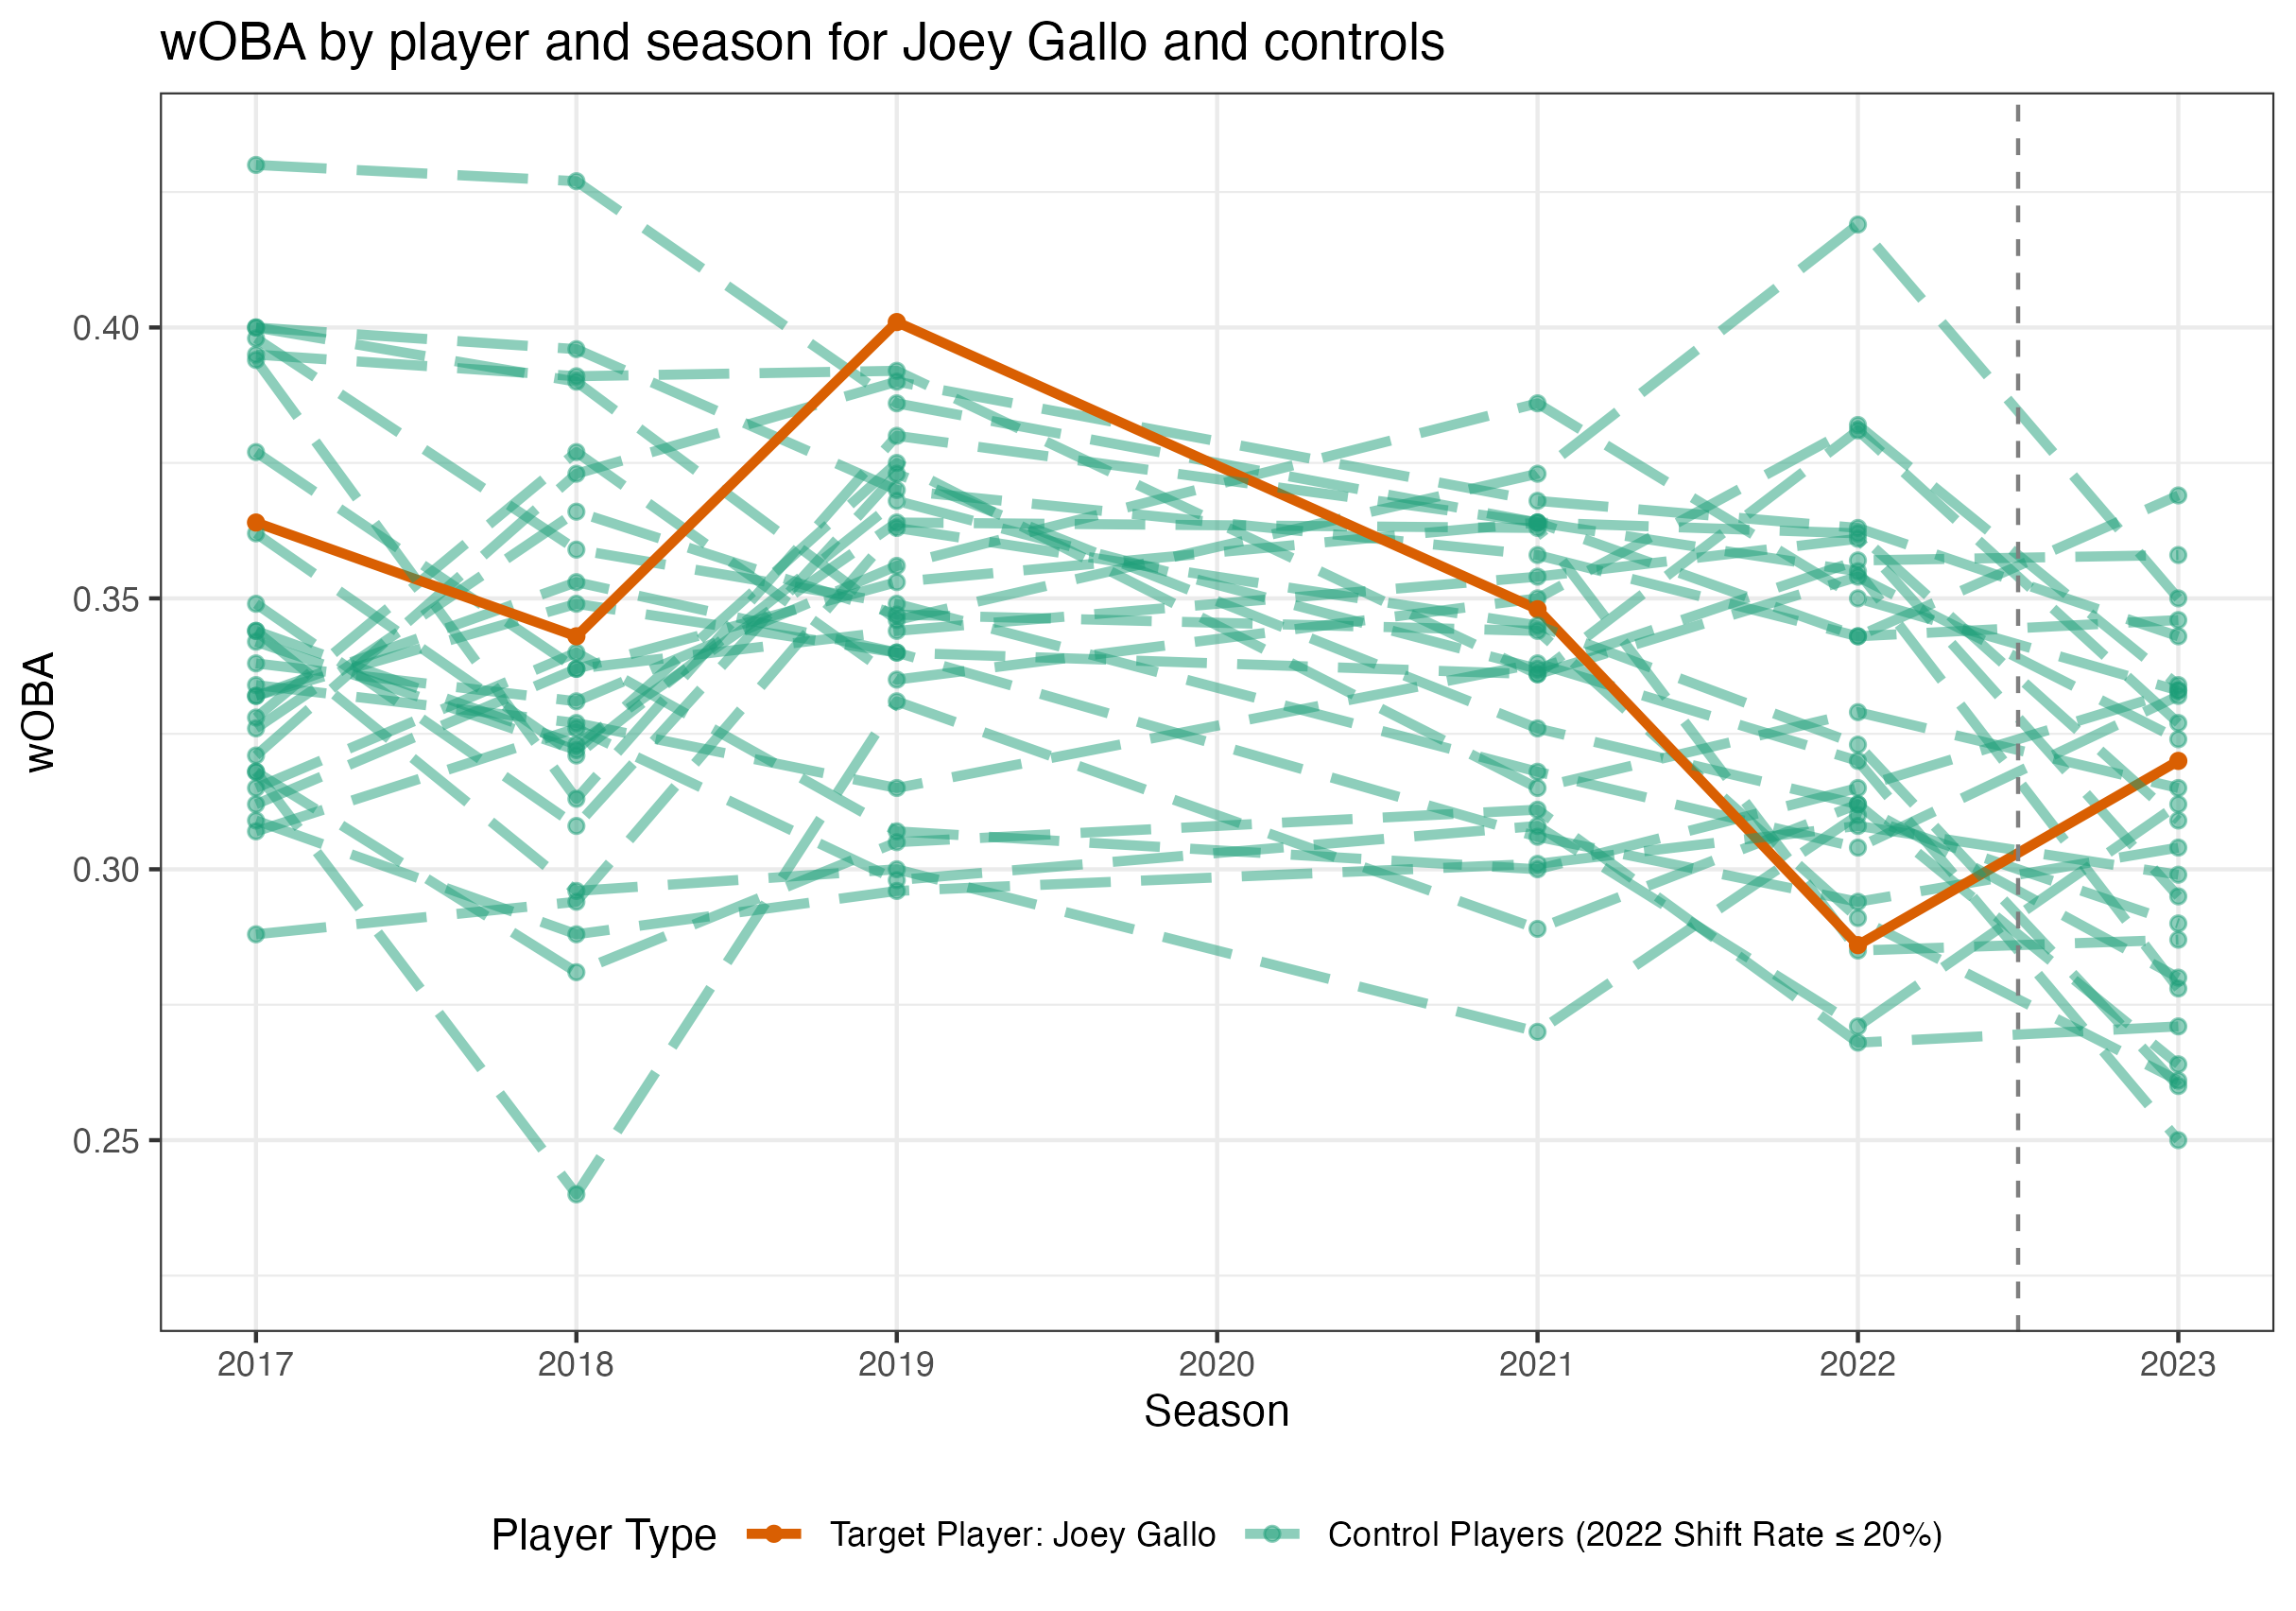 wOBA by player and season for Joey Gallo and controls
wOBA
0.40
0.35
0.30
0.25
2017 2018 2019 2020 2021 2022 2023
Season
Player Type Target Player: Joey Gallo Control Players (2022 Shift Rate ≤ 20%)